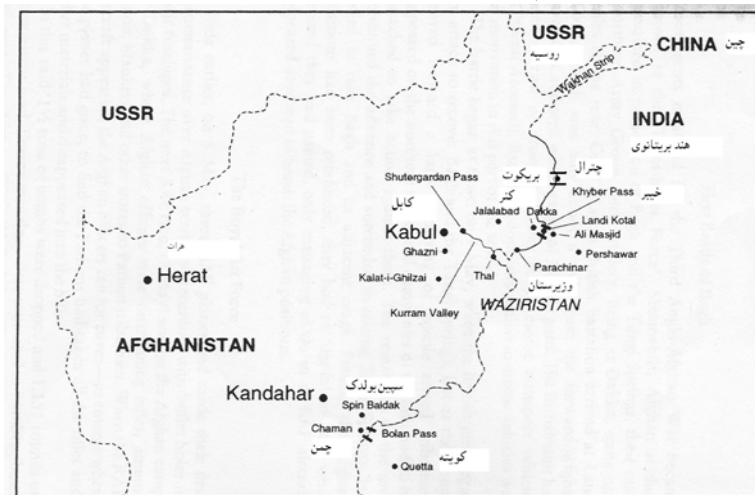 USSR
روسیه
CHINA
چین
Wakhan Strip
USSR
INDIA
هند بریتانوی
چترال
بریکوت
کنر
Shutergardan Pass
Khyber Pass
خیبر
کابل
Jalalabad
Dakka
Landi Kotal
Ali Masjid
Kabul
Pershawar
Ghazni
هرات
Herat
Thal
Parachinar
وزیرستان
Kalat-i-Ghilzai
WAZIRISTAN
Kurram Valley
AFGHANISTAN
سپین بولدک
Kandahar
Spin Baldak
Chaman
Bolan Pass
چمن
کویته
Quetta